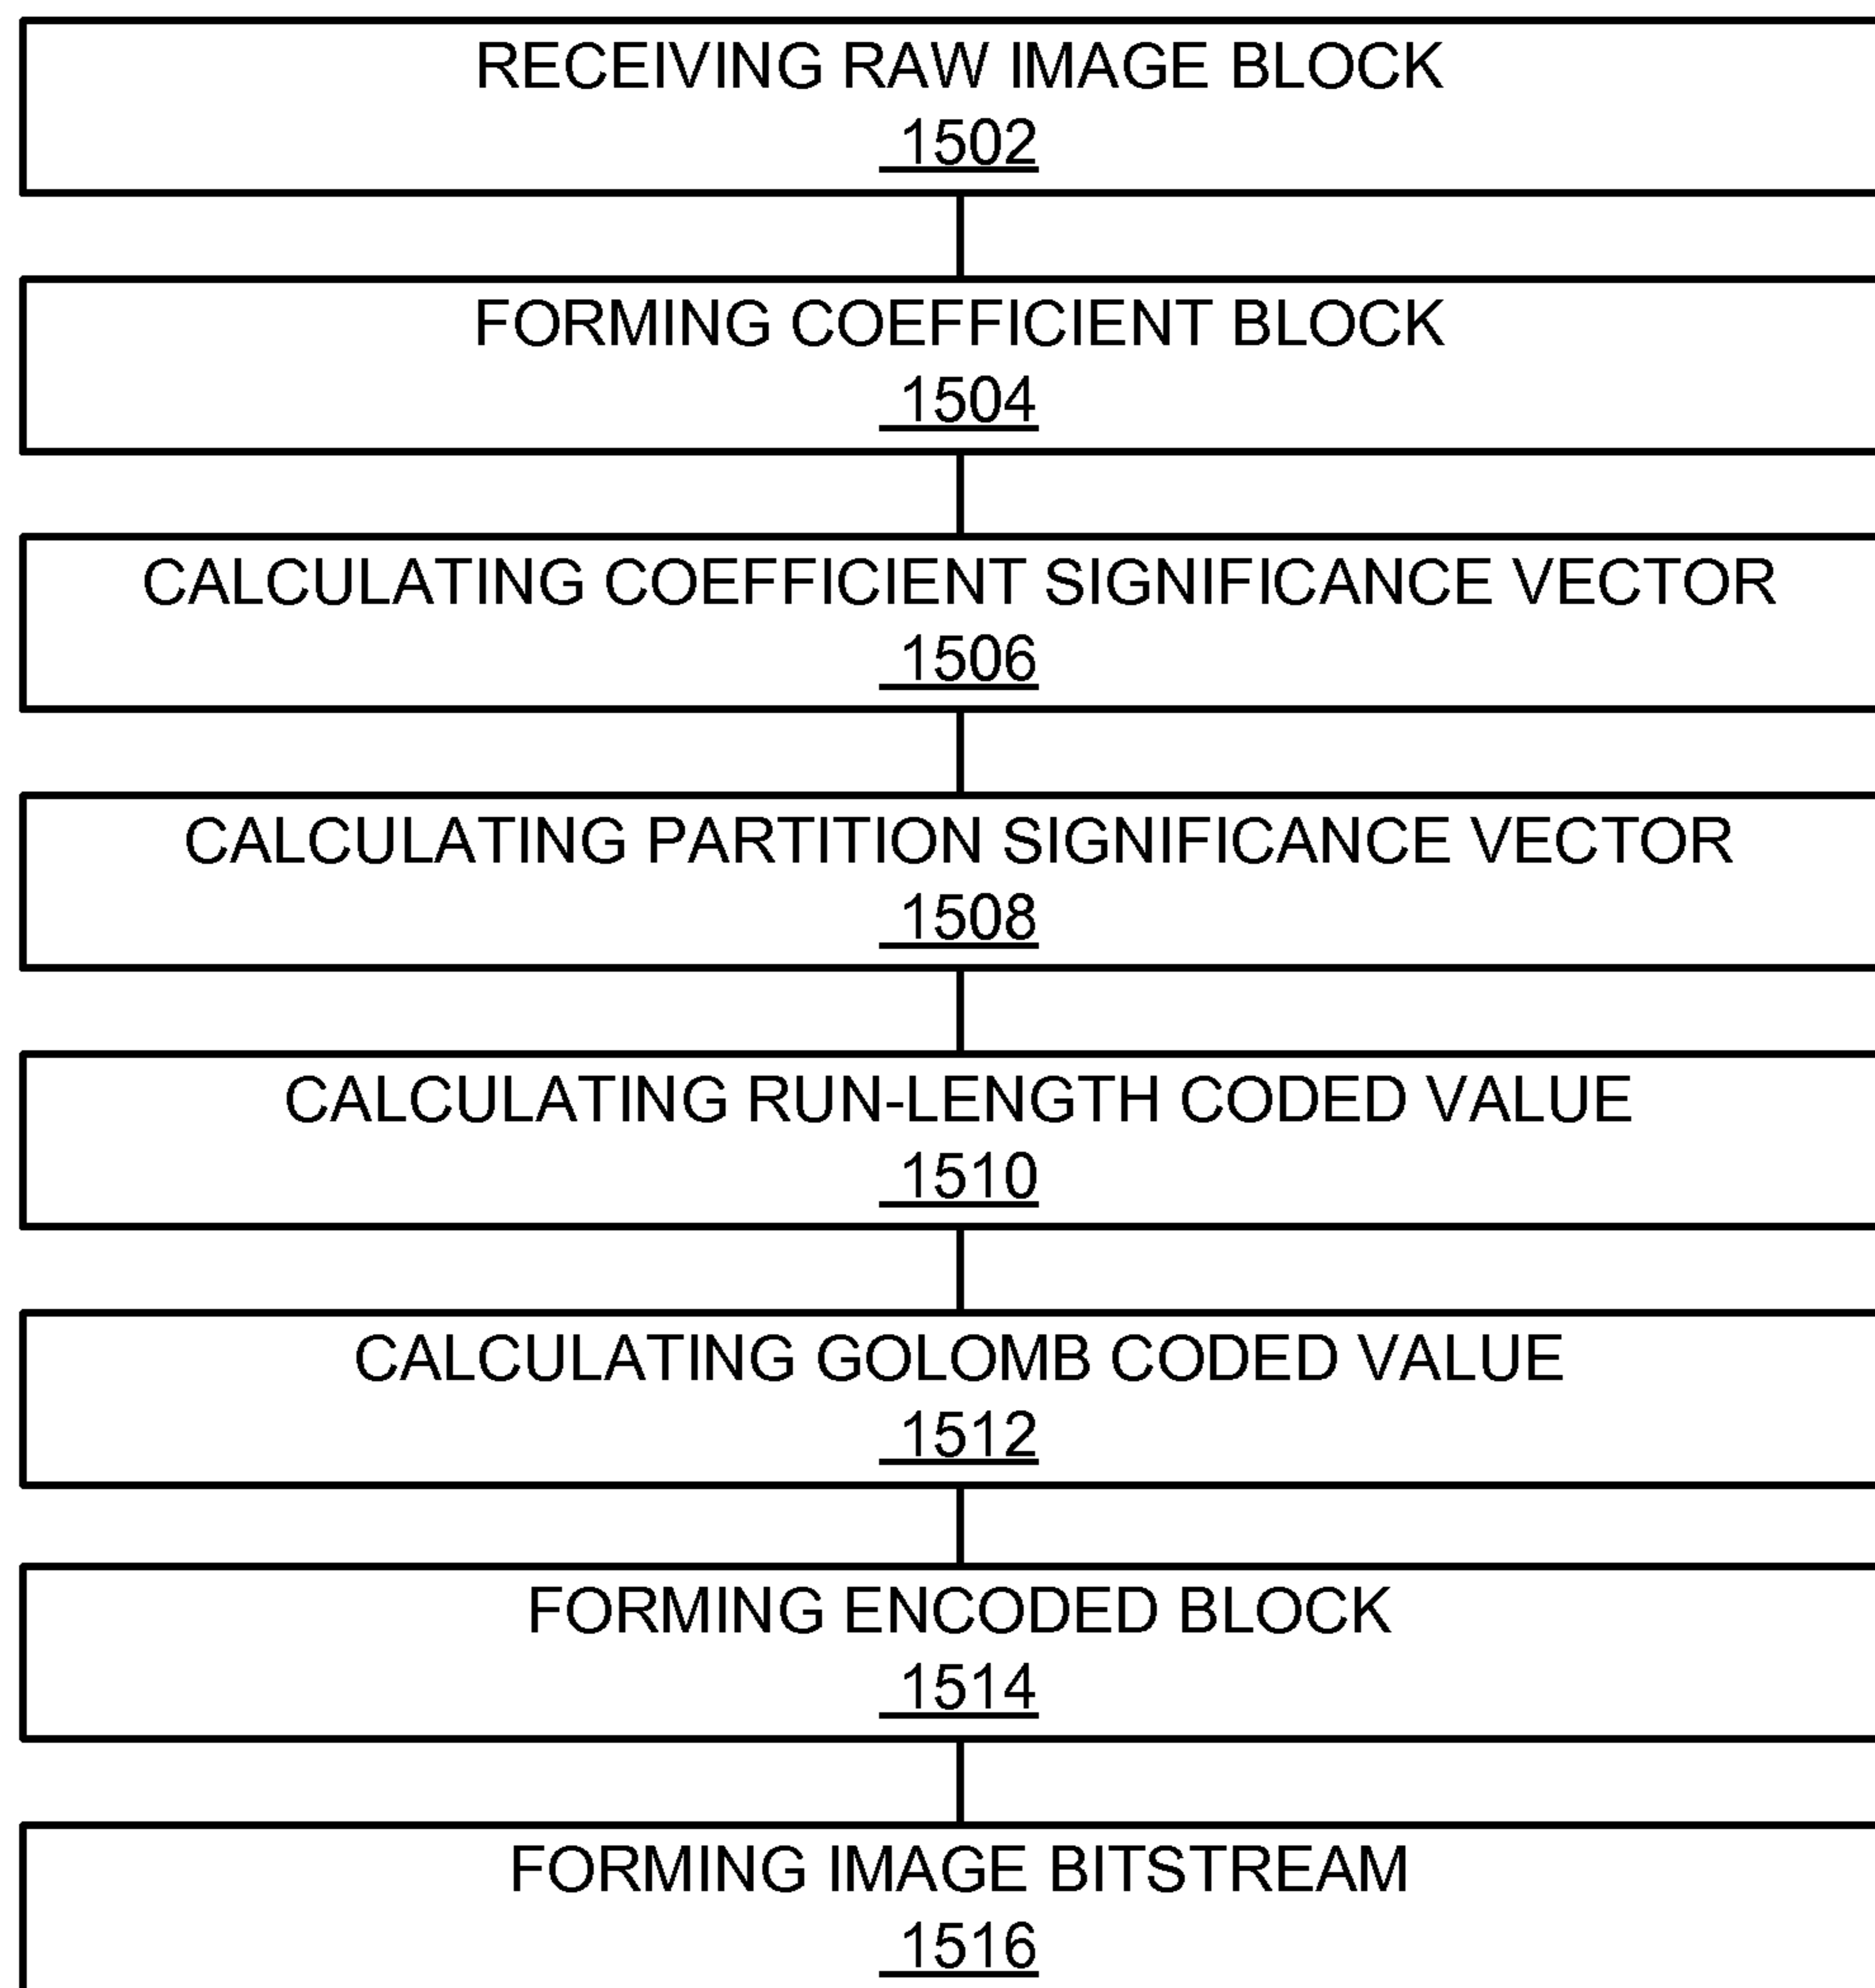 RECEIVING RAW IMAGE BLOCK
1502
FORMING COEFFICIENT BLOCK
1504
CALCULATING COEFFICIENT SIGNIFICANCE VECTOR
1506
CALCULATING PARTITION SIGNIFICANCE VECTOR
1508
CALCULATING RUN-LENGTH CODED VALUE
1510
CALCULATING GOLOMB CODED VALUE
1512
FORMING ENCODED BLOCK
1514
FORMING IMAGE BITSTREAM
1516